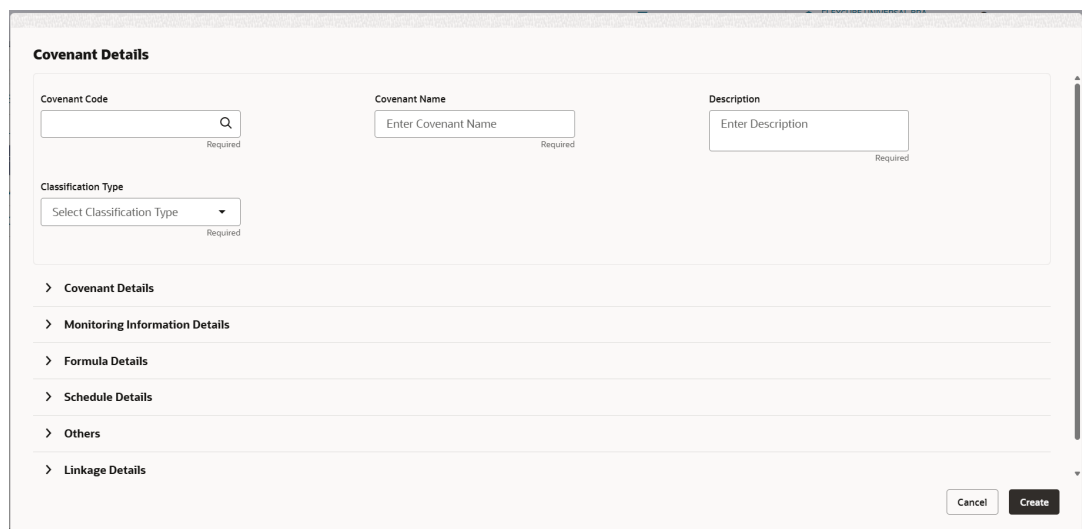 Covenant Details
Covenant Code
Covenant Name
Description
Enter Covenant Name
Enter Description
Required
Required
Required
Classification Type
Select Classification Type
Required
Covenant Details
Monitoring Information Details
Formula Details
Schedule Details
Others
Linkage Details
Cancel
Create